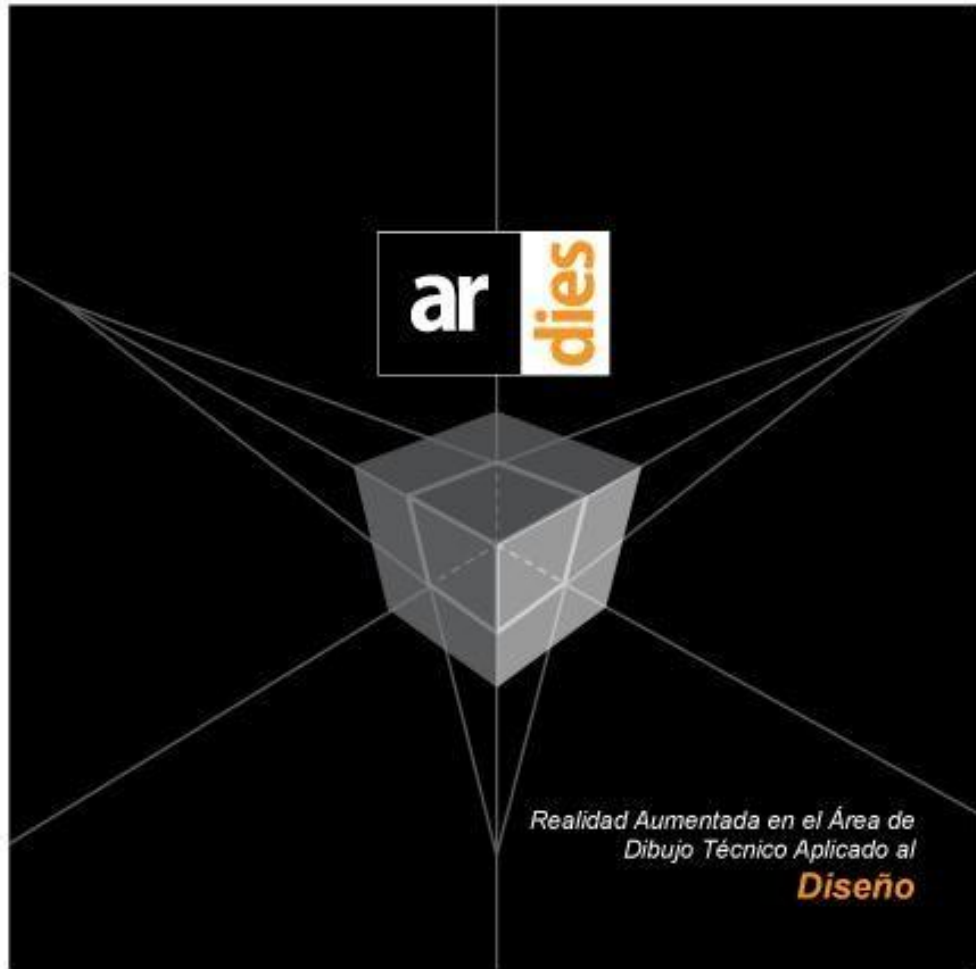 ar
dies
Realidad Aumentada en el Área de
Dibujo Técnico Aplicado al
Diseño